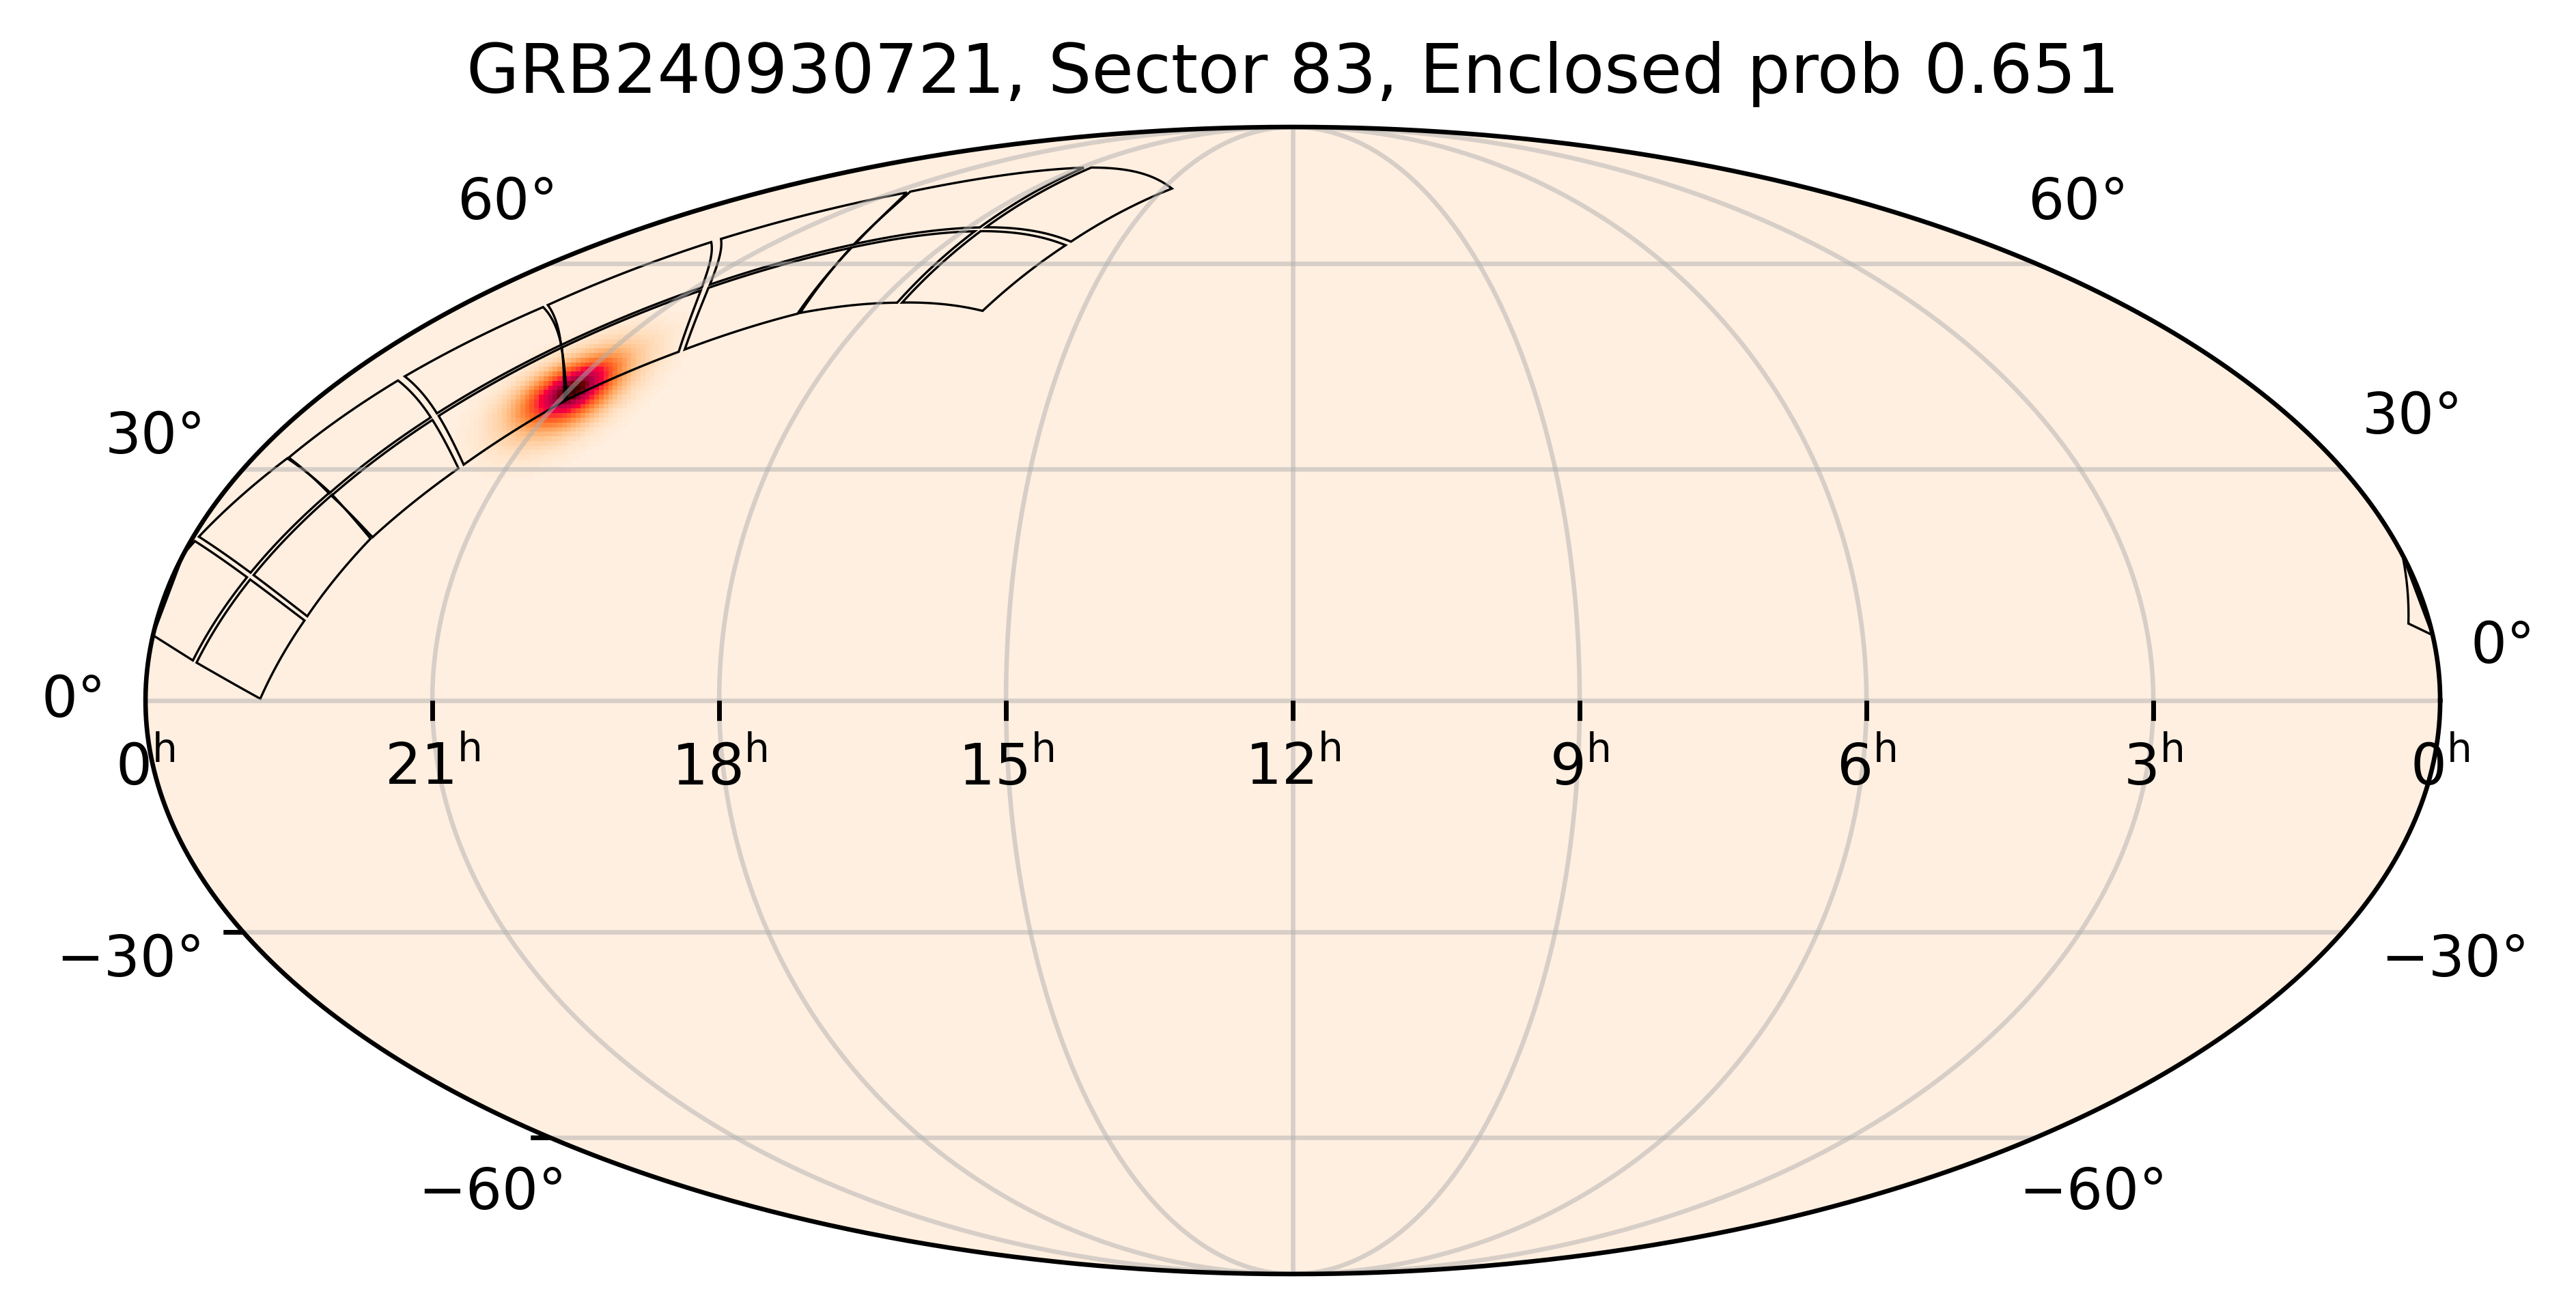 GRB240930721, Sector 83, Enclosed prob 0.651
60° 60°
30° 30°
0° 0°
0ʰ 21ʰ 18ʰ 15ʰ 12ʰ 9ʰ 6ʰ 3ʰ 0ʰ
−30° −30°
−60° −60°